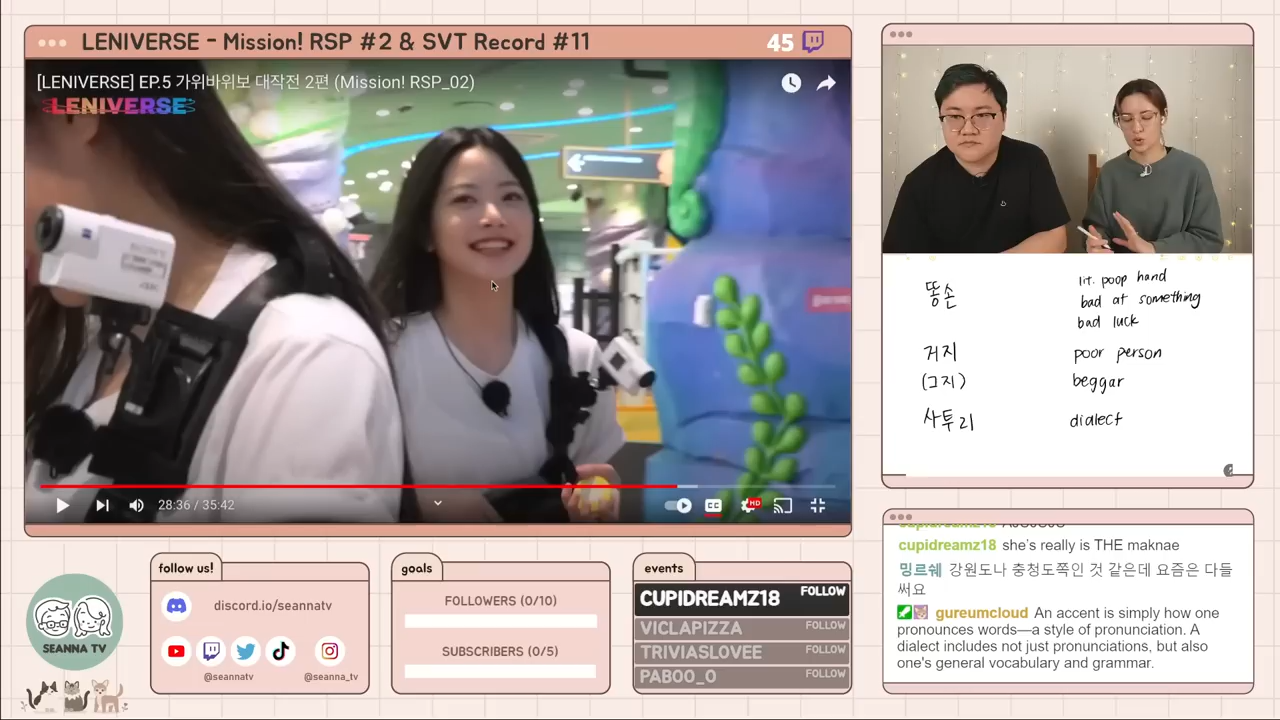 LENIVERSE - Mission! RSP #2 & SVT Record #11
45
[LENIVERSE] EP.5 가위바위보 대작전 2편 (Mission! RSP_02)
LENIVERSE
28:36 / 35:42
CC
HD
똥손
lit. poop hand
bad at something
bad luck
거지
poor person
(그지)
beggar
사투리
dialect
cupidreamz18 she's really is THE maknae
밍르쉐 강원도나 충청도쪽인 것 같은데 요즘은 다들
써요
gureumcloud An accent is simply how one
pronounces words—a style of pronunciation. A
dialect includes not just pronunciations, but also
one's general vocabulary and grammar.
SEANNA TV
follow us!
discord.io/seannatv
@seannatv
@seanna_tv
goals
FOLLOWERS (0/10)
SUBSCRIBERS (0/5)
events
CUPIDREAMZ18 FOLLOW
VICLAPIZZA FOLLOW
TRIVIASLOVEE FOLLOW
PABOO_0 FOLLOW